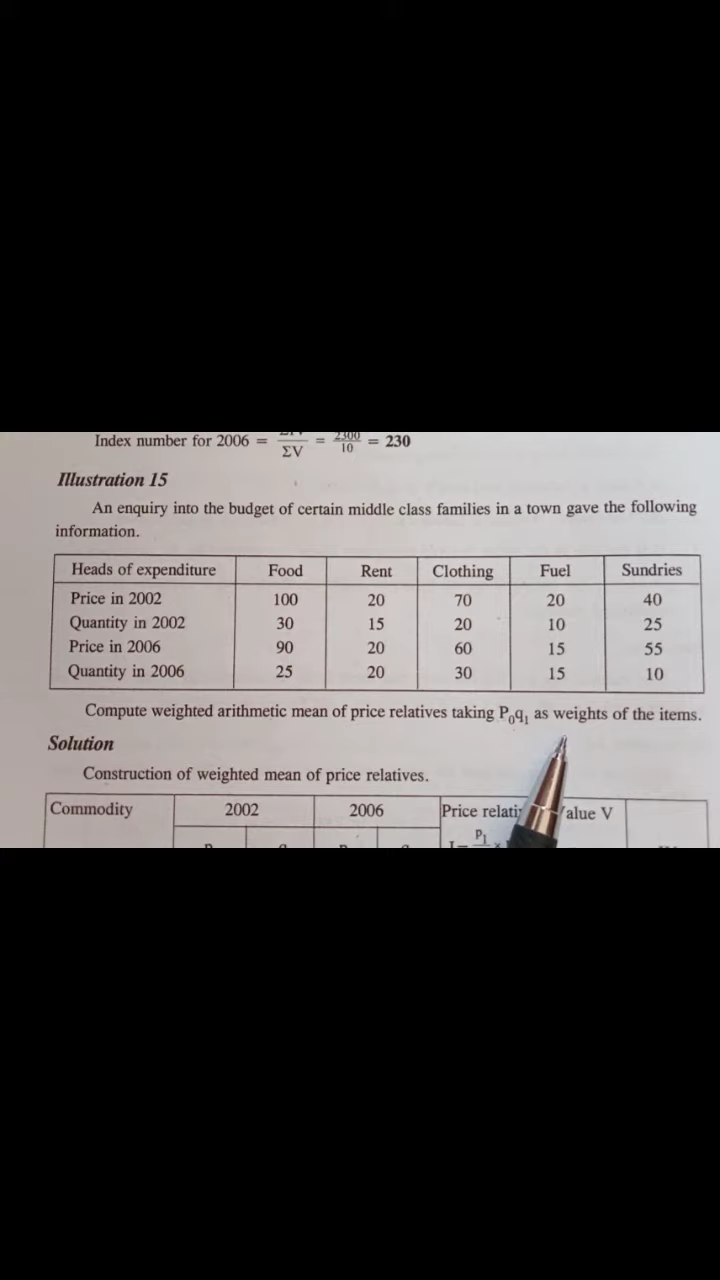 Index number for 2006 = ΣV = 2300 10 = 230
Illustration 15
An enquiry into the budget of certain middle class families in a town gave the following
information.
Heads of expenditure Food Rent Clothing Fuel Sundries
Price in 2002 100 20 70 20 40
Quantity in 2002 30 15 20 10 25
Price in 2006 90 20 60 15 55
Quantity in 2006 25 20 30 15 10
Compute weighted arithmetic mean of price relatives taking P₀q₁ as weights of the items.
Solution
Construction of weighted mean of price relatives.
Commodity 2002 2006 Price V
P₁